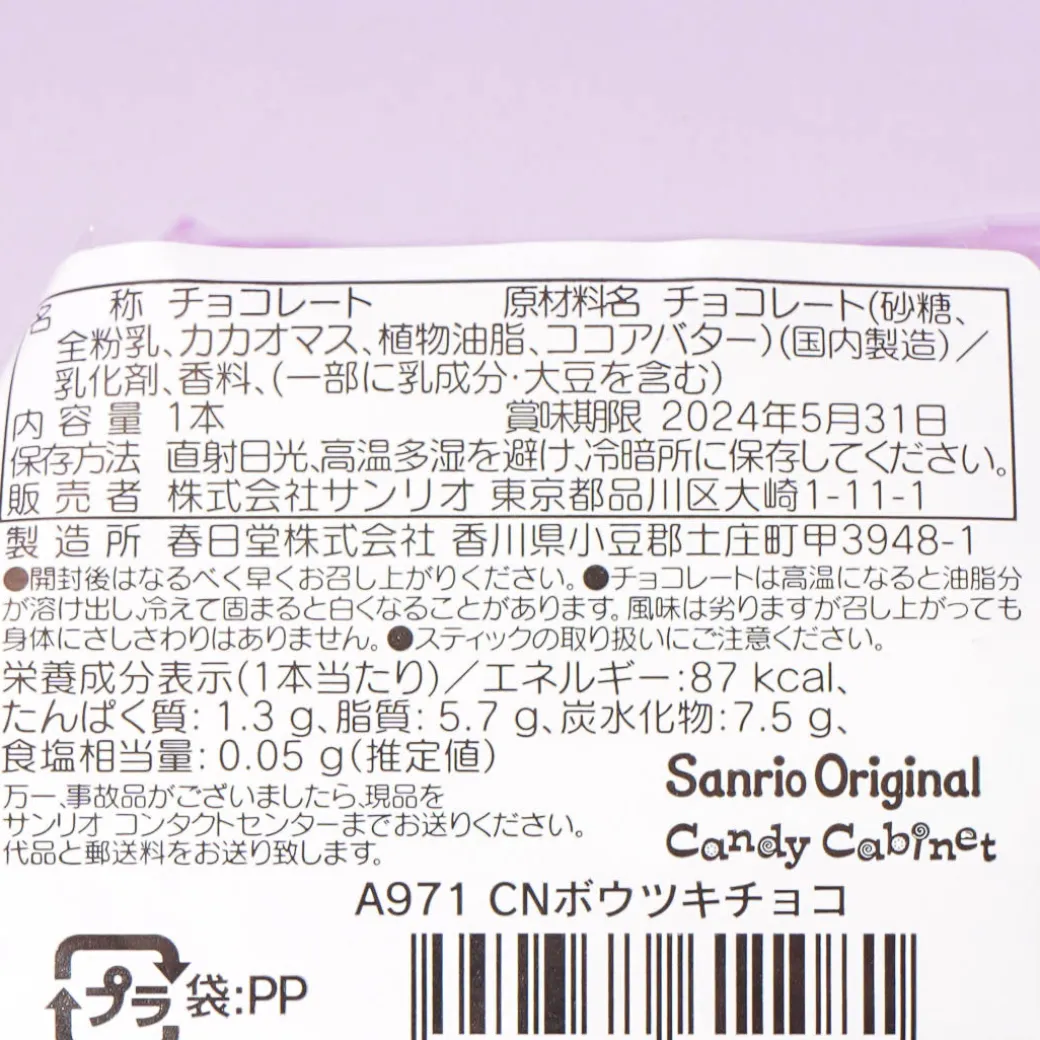 名 称 チョコレート 原材料名 チョコレート(砂糖、
全粉乳、カカオマス、植物油脂、ココアバター)(国内製造)/
乳化剤、香料、(一部に乳成分・大豆を含む)
内容量 1本 賞味期限 2024年5月31日
保存方法 直射日光、高温多湿を避け、冷暗所に保存してください。
販売者 株式会社サンリオ 東京都品川区大崎1-11-1
製造所 春日堂株式会社 香川県小豆郡土庄町甲3948-1
●開封後はなるべく早くお召し上がりください。●チョコレートは高温になると油脂分
が溶け出し、冷えて固まると白くなることがあります。風味は劣りますが召し上がっても
身体にさしさわりはありません。●スティックの取り扱いにご注意ください。
栄養成分表示(1本当たり)/エネルギー:87 kcal、
たんぱく質: 1.3 g、脂質: 5.7 g、炭水化物:7.5 g、
食塩相当量: 0.05 g(推定値)
万一、事故品がございましたら、現品を
サンリオ コンタクトセンターまでお送りください。
代品と郵送料をお送り致します。
Sanrio Original
Candy Cabinet
A971 CNボウツキチョコ
プラ 袋:PP